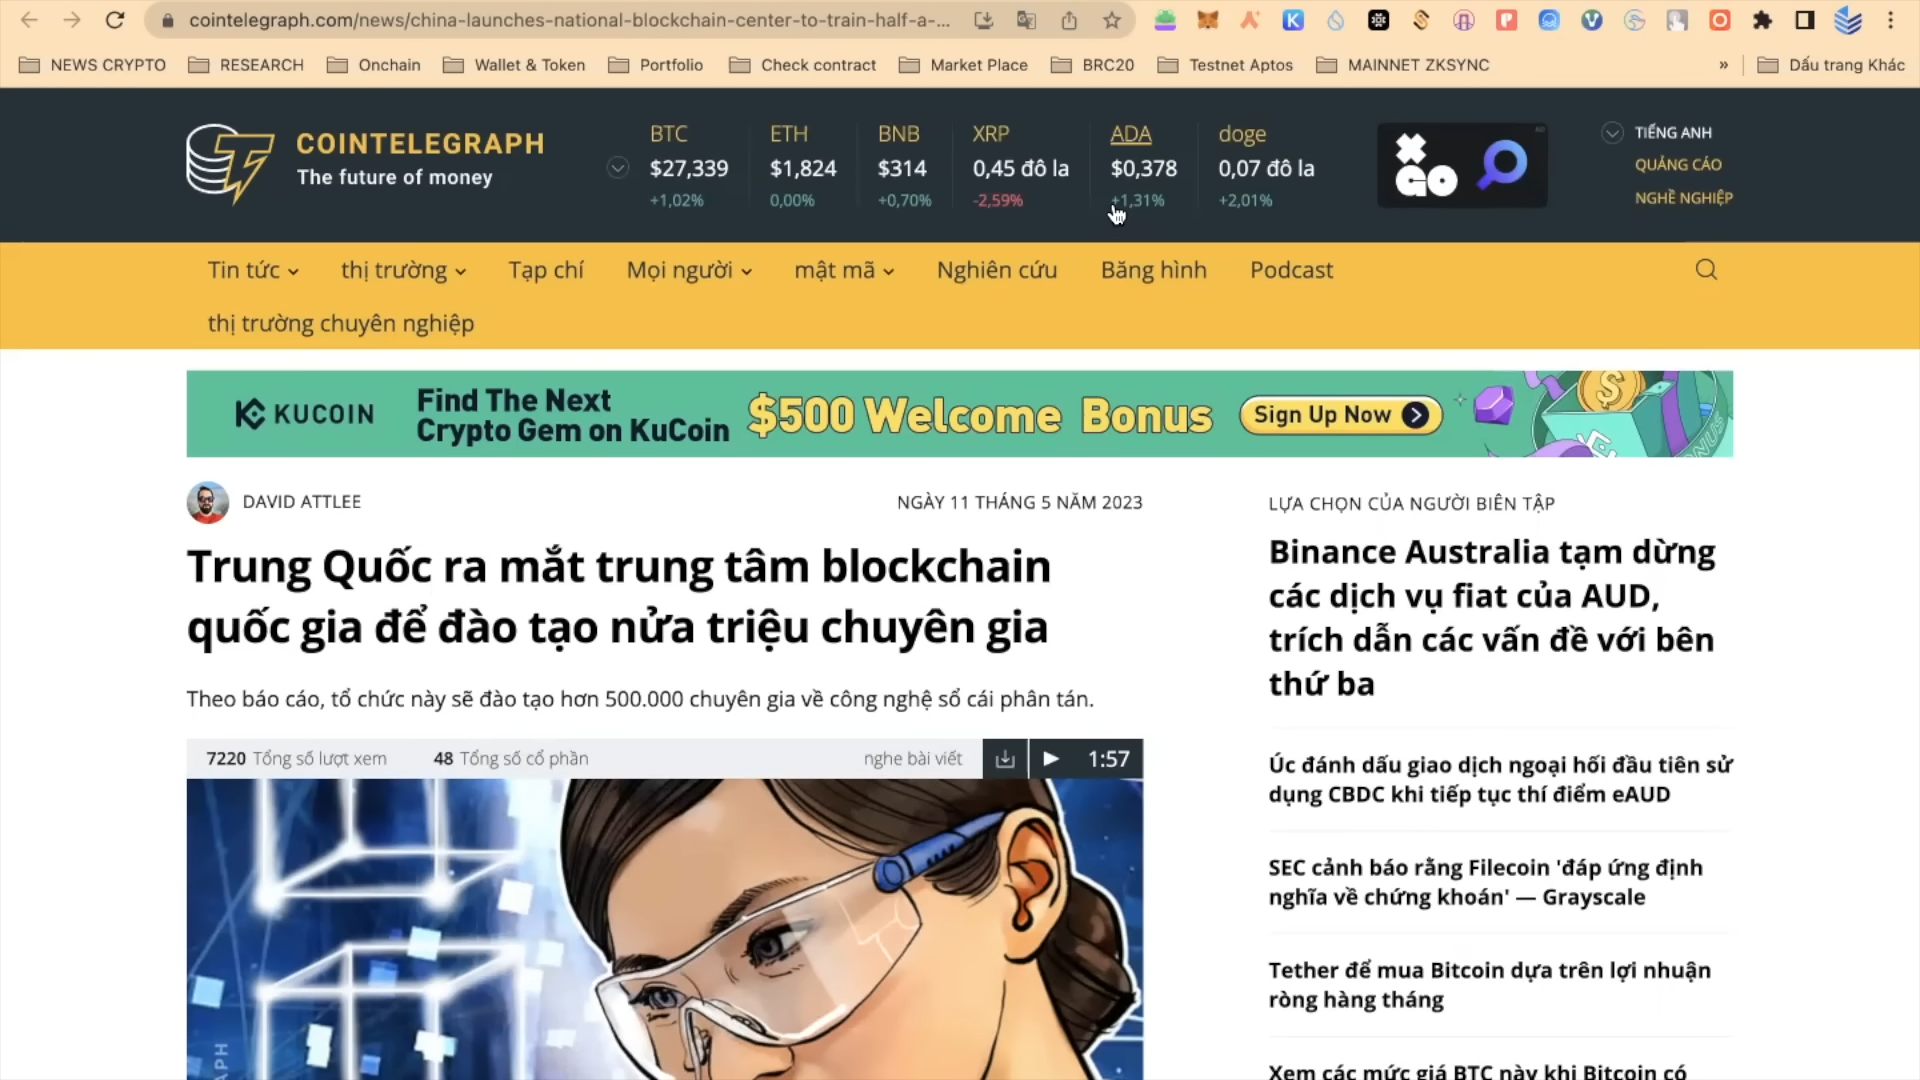 cointelegraph.com/news/china-launches-national-blockchain-center-to-train-half-a-...
NEWS CRYPTO
RESEARCH
Onchain
Wallet & Token
Portfolio
Check contract
Market Place
BRC20
Testnet Aptos
MAINNET ZKSYNC
»
Dấu trang Khác
COINTELEGRAPH
The future of money
BTC
$27,339
+1,02%
ETH
$1,824
0,00%
BNB
$314
+0,70%
XRP
0,45 đô la
-2,59%
ADA
$0,378
+1,31%
doge
0,07 đô la
+2,01%
XGO
AD
TIẾNG ANH
QUẢNG CÁO
NGHỀ NGHIỆP
Tin tức
thị trường
Tạp chí
Mọi người
mật mã
Nghiên cứu
Băng hình
Podcast
thị trường chuyên nghiệp
KUCOIN
Find The Next
Crypto Gem on KuCoin
$500 Welcome Bonus
Sign Up Now
DAVID ATTLEE
NGÀY 11 THÁNG 5 NĂM 2023
Trung Quốc ra mắt trung tâm blockchain
quốc gia để đào tạo nửa triệu chuyên gia
Theo báo cáo, tổ chức này sẽ đào tạo hơn 500.000 chuyên gia về công nghệ sổ cái phân tán.
7220 Tổng số lượt xem
48 Tổng số cổ phần
nghe bài viết
1:57
LỰA CHỌN CỦA NGƯỜI BIÊN TẬP
Binance Australia tạm dừng
các dịch vụ fiat của AUD,
trích dẫn các vấn đề với bên
thứ ba
Úc đánh dấu giao dịch ngoại hối đầu tiên sử
dụng CBDC khi tiếp tục thí điểm eAUD
SEC cảnh báo rằng Filecoin 'đáp ứng định
nghĩa về chứng khoán' — Grayscale
Tether để mua Bitcoin dựa trên lợi nhuận
ròng hàng tháng
Xem các mức giá BTC này khi Bitcoin có